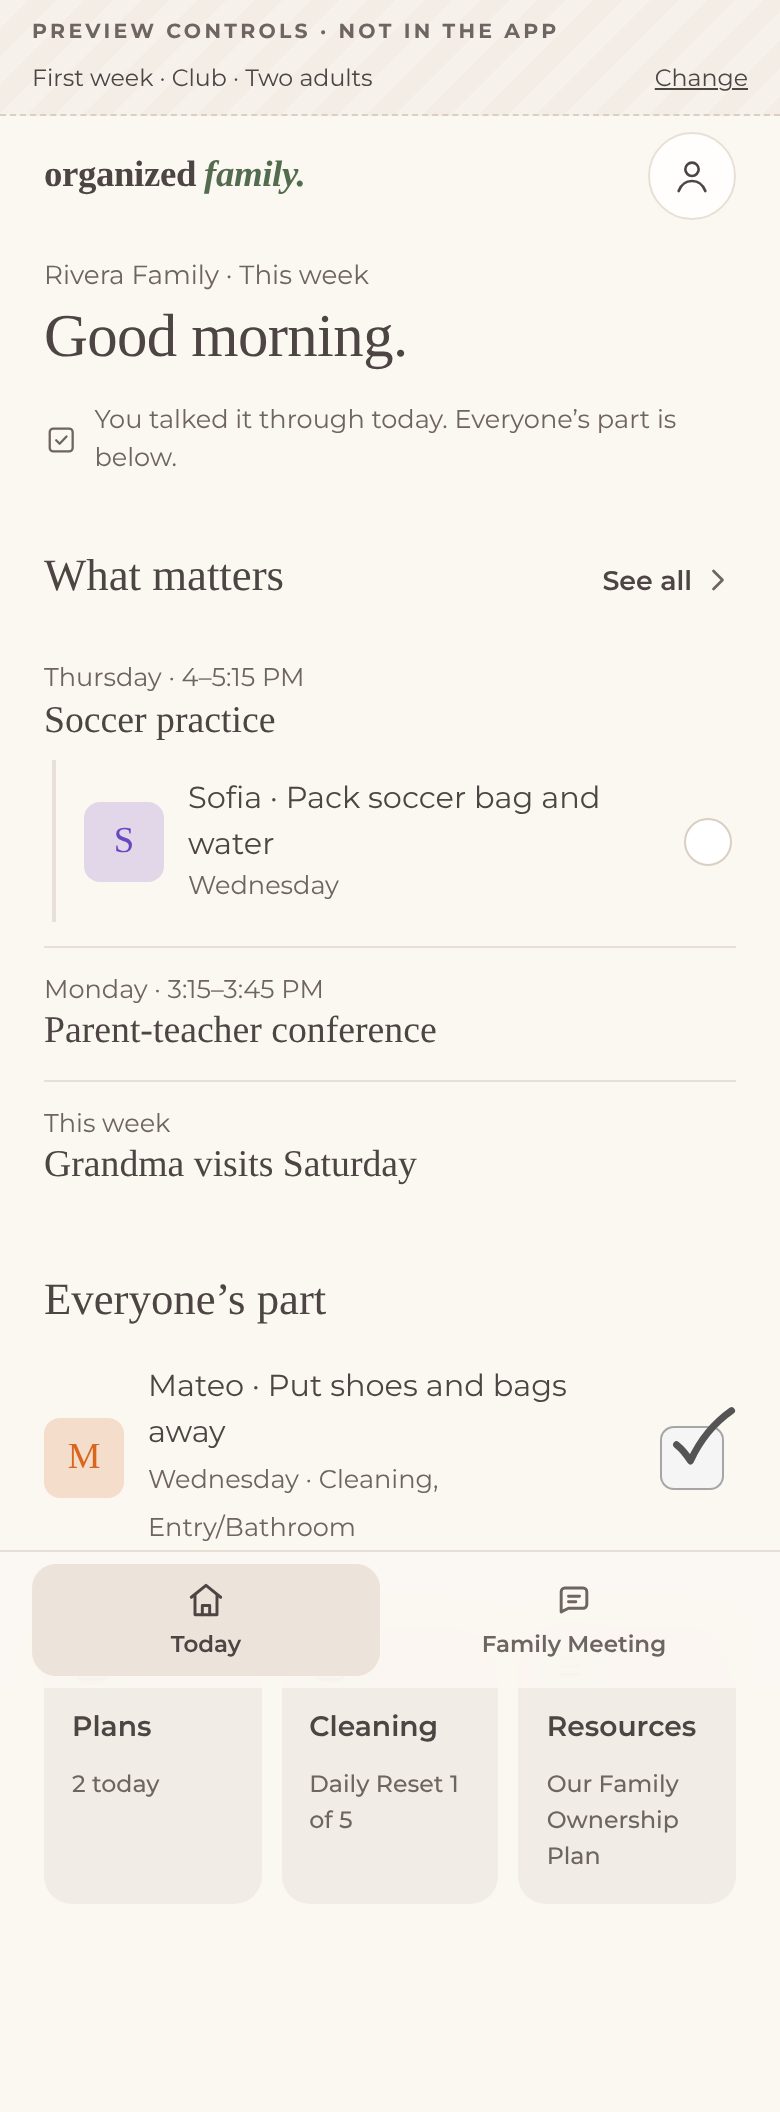 PREVIEW CONTROLS · NOT IN THE APP
First week · Club · Two adults
Change
organized family.
Rivera Family · This week
Good morning.
You talked it through today. Everyone’s part is
below.
What matters
See all
Thursday · 4–5:15 PM
Soccer practice
S
Sofia · Pack soccer bag and
water
Wednesday
Monday · 3:15–3:45 PM
Parent-teacher conference
This week
Grandma visits Saturday
Everyone’s part
M
Mateo · Put shoes and bags
away
Wednesday · Cleaning,
Entry/Bathroom
Today
Family Meeting
Plans
2 today
Cleaning
Daily Reset 1
of 5
Resources
Our Family
Ownership
Plan